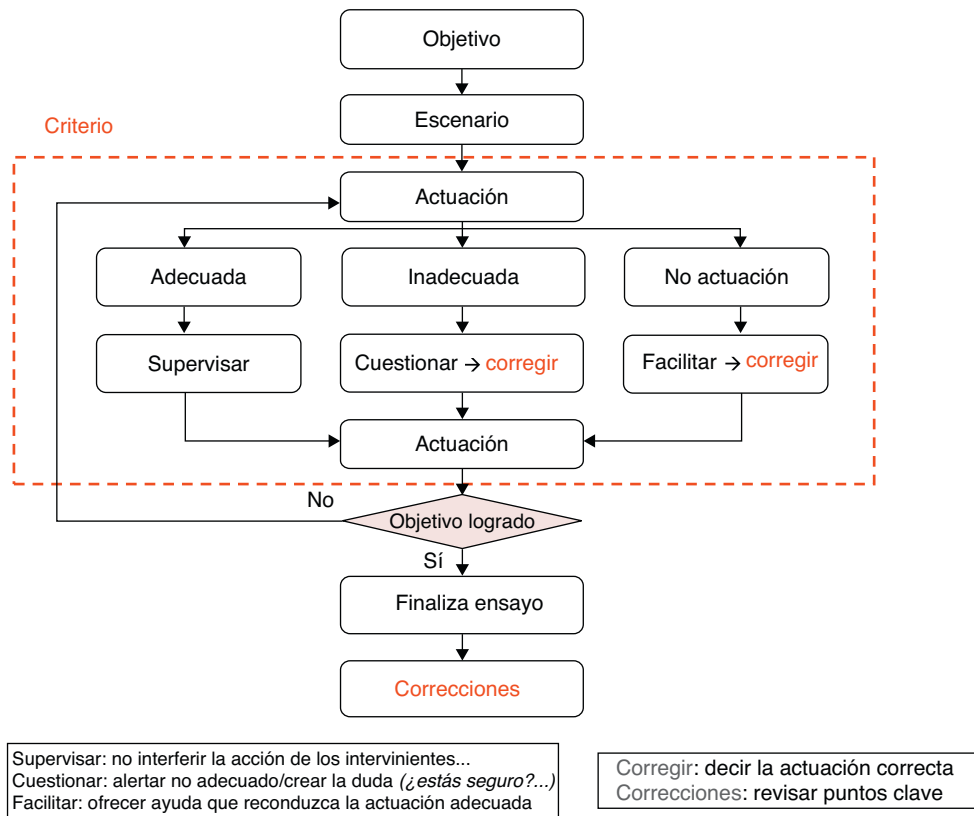 Objetivo
Escenario
Criterio
Actuación
Adecuada
Inadecuada
No actuación
Supervisar
Cuestionar → corregir
Facilitar → corregir
Actuación
No
Objetivo logrado
Sí
Finaliza ensayo
Correcciones
Supervisar: no interferir la acción de los intervinientes...
Cuestionar: alertar no adecuado/crear la duda (¿estás seguro?...)
Facilitar: ofrecer ayuda que reconduzca la actuación adecuada
Corregir: decir la actuación correcta
Correcciones: revisar puntos clave